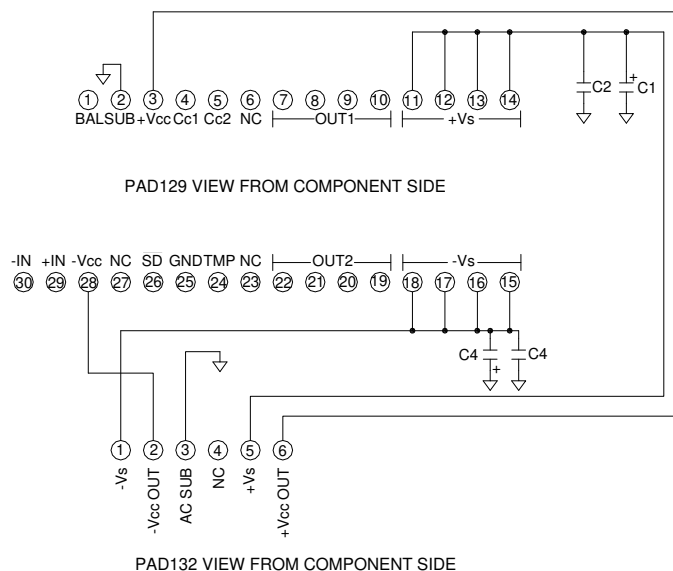 1 2 3 4 5 6 7 8 9 10 11 12 13 14 C2 + C1
BAL SUB +Vcc Cc1 Cc2 NC OUT1 +Vs
PAD129 VIEW FROM COMPONENT SIDE
-IN +IN -Vcc NC SD GND TMP NC OUT2 -Vs
30 29 28 27 26 25 24 23 22 21 20 19 18 17 16 15
C4 + C4
1 2 3 4 5 6
-Vs -Vcc OUT AC SUB NC +Vs +Vcc OUT
PAD132 VIEW FROM COMPONENT SIDE